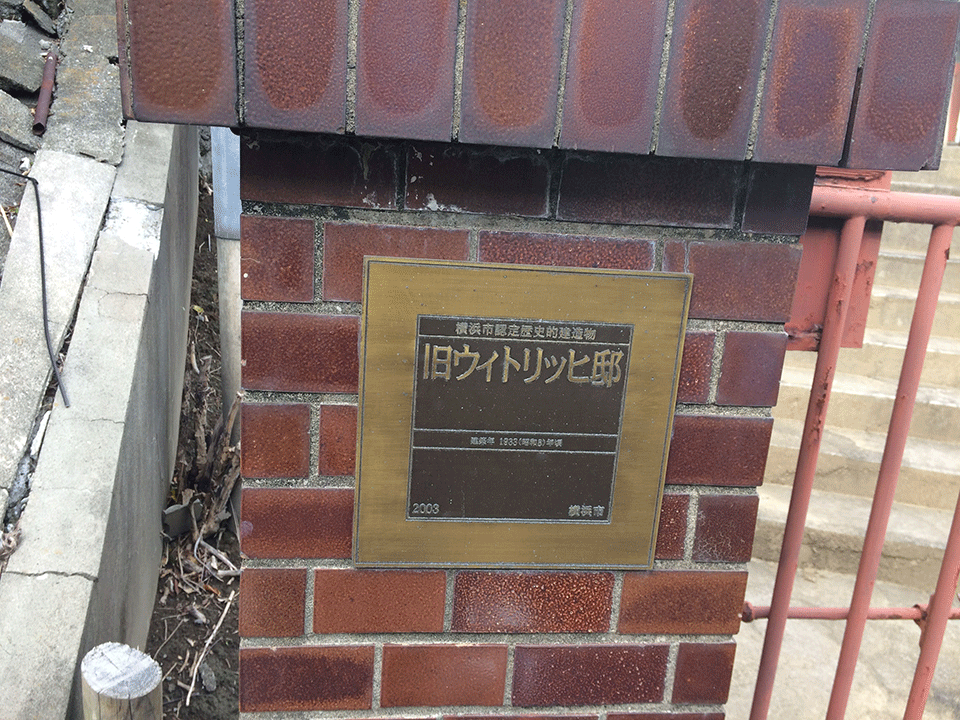 横浜市認定歴史的建造物
旧ウイトリッヒ邸
建築年 1933(昭和8)年頃
2003 横浜市